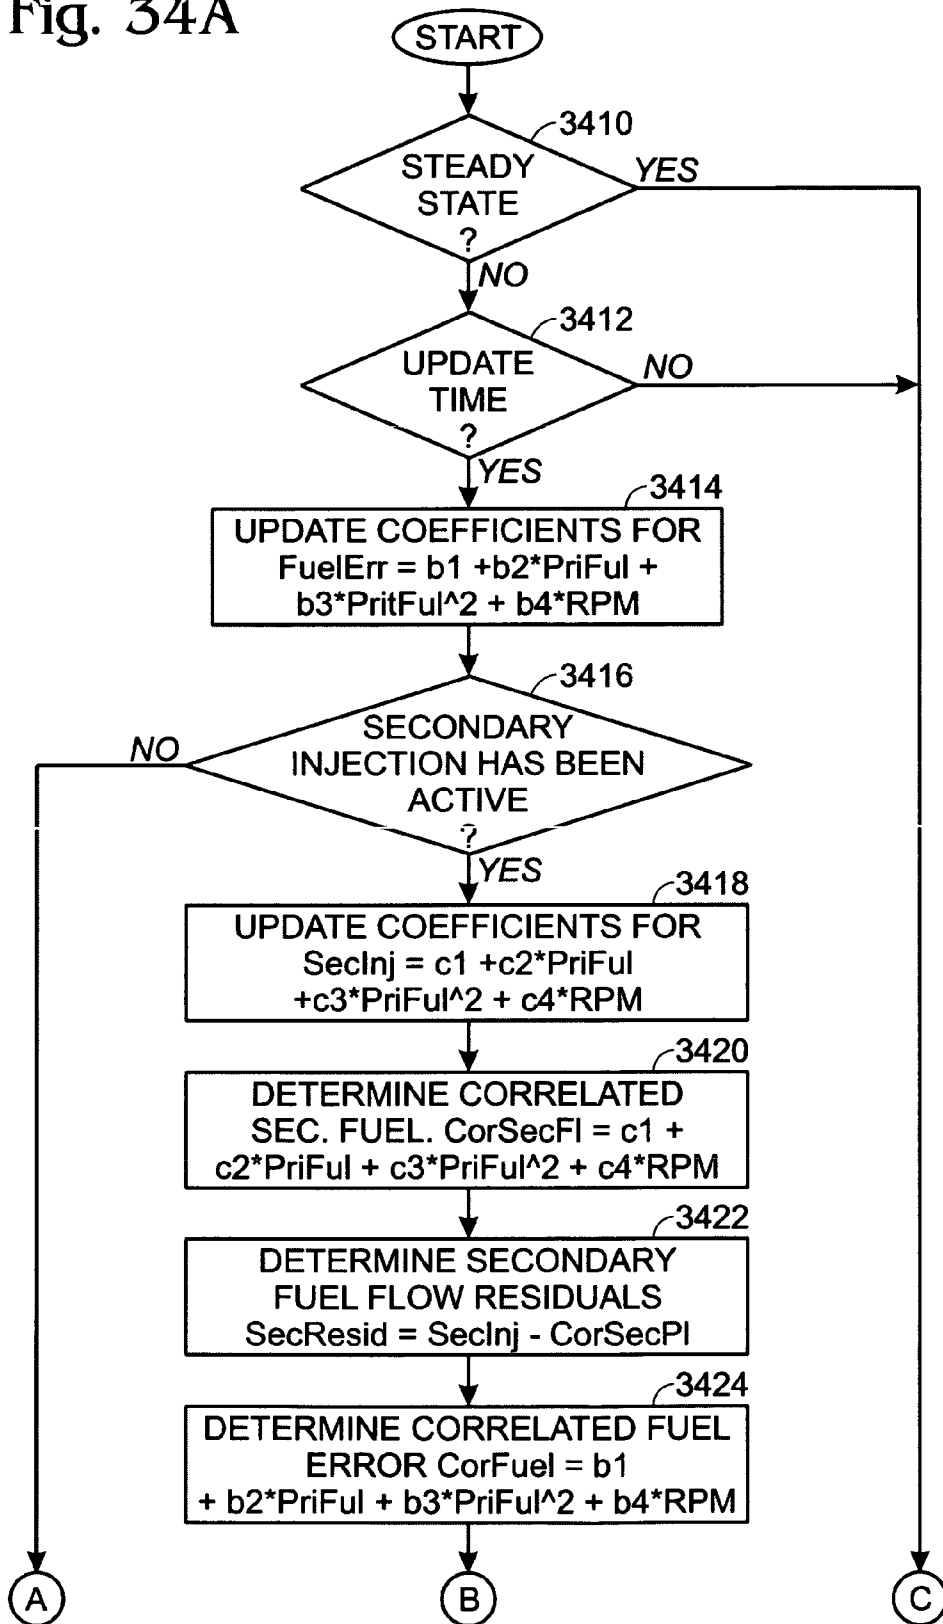 Fig. 34A
START
3410
STEADY
STATE
?
YES
NO
3412
UPDATE
TIME
?
NO
YES
3414
UPDATE COEFFICIENTS FOR
FuelErr = b1 +b2*PriFul +
b3*PritFul^2 + b4*RPM
3416
SECONDARY
INJECTION HAS BEEN
ACTIVE
?
NO
YES
3418
UPDATE COEFFICIENTS FOR
SecInj = c1 +c2*PriFul
+c3*PriFul^2 + c4*RPM
3420
DETERMINE CORRELATED
SEC. FUEL. CorSecFl = c1 +
c2*PriFul + c3*PriFul^2 + c4*RPM
3422
DETERMINE SECONDARY
FUEL FLOW RESIDUALS
SecResid = SecInj - CorSecPl
3424
DETERMINE CORRELATED FUEL
ERROR CorFuel = b1
+ b2*PriFul + b3*PriFul^2 + b4*RPM
A
B
C